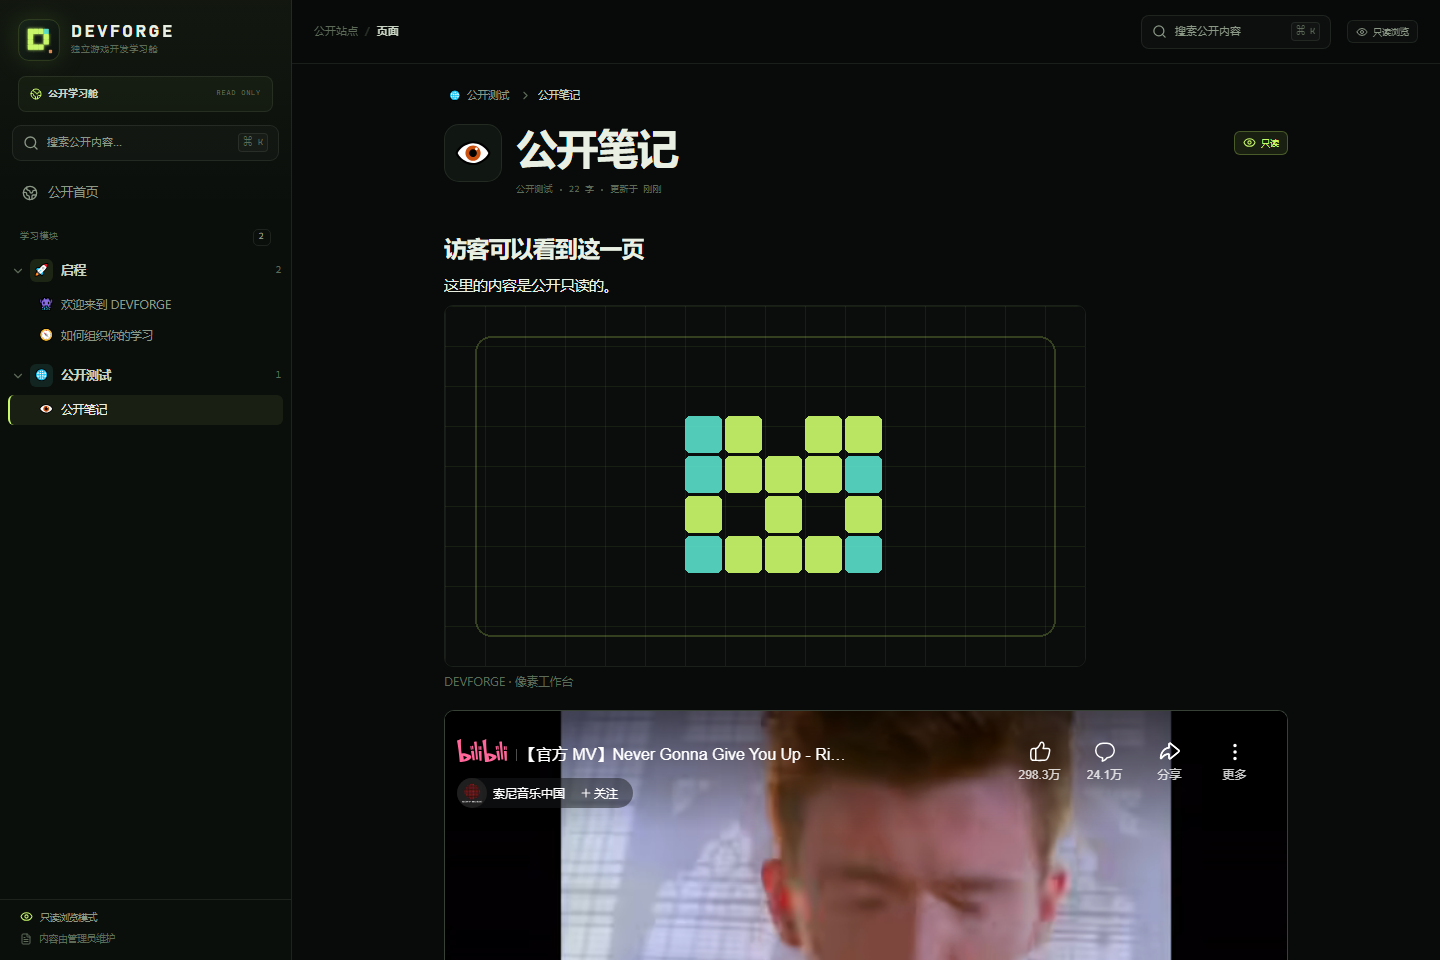 DEVFORGE
独立游戏开发学习舱
公开学习舱
READ ONLY
搜索公开内容...
⌘ K
公开首页
学习模块
2
启程
2
欢迎来到 DEVFORGE
如何组织你的学习
公开测试
1
公开笔记
只读浏览模式
内容由管理员维护
公开站点 / 页面
搜索公开内容
⌘ K
只读浏览
公开测试 > 公开笔记
公开笔记
只读
公开测试 · 22 字 · 更新于 刚刚
访客可以看到这一页
这里的内容是公开只读的。
DEVFORGE · 像素工作台
bilibili
【官方 MV】Never Gonna Give You Up - Ri...
298.3万
24.1万
分享
更多
索尼音乐中国
+ 关注